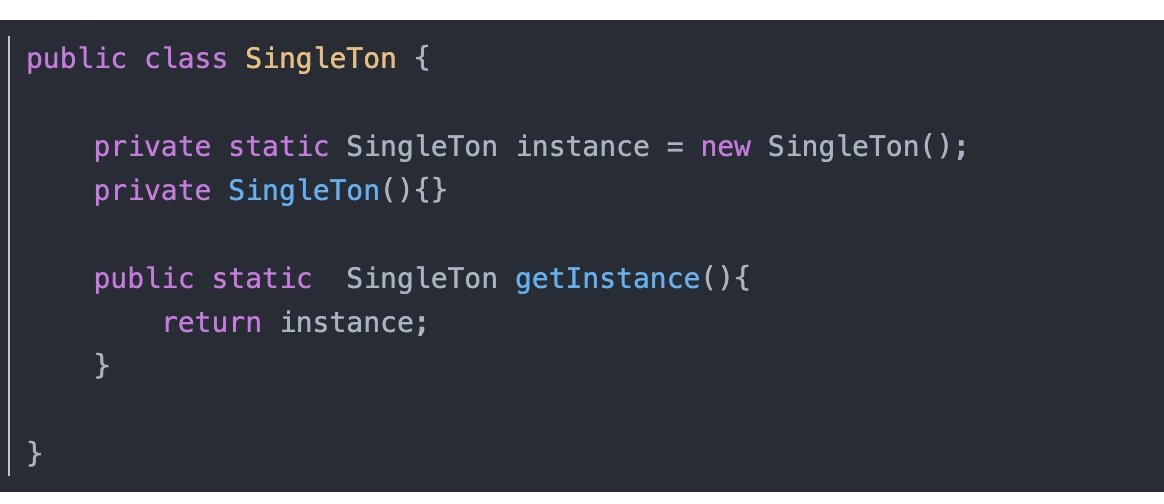 public class SingleTon {
private static SingleTon instance = new SingleTon();
private SingleTon(){}
public static  SingleTon getInstance(){
return instance;
}
}